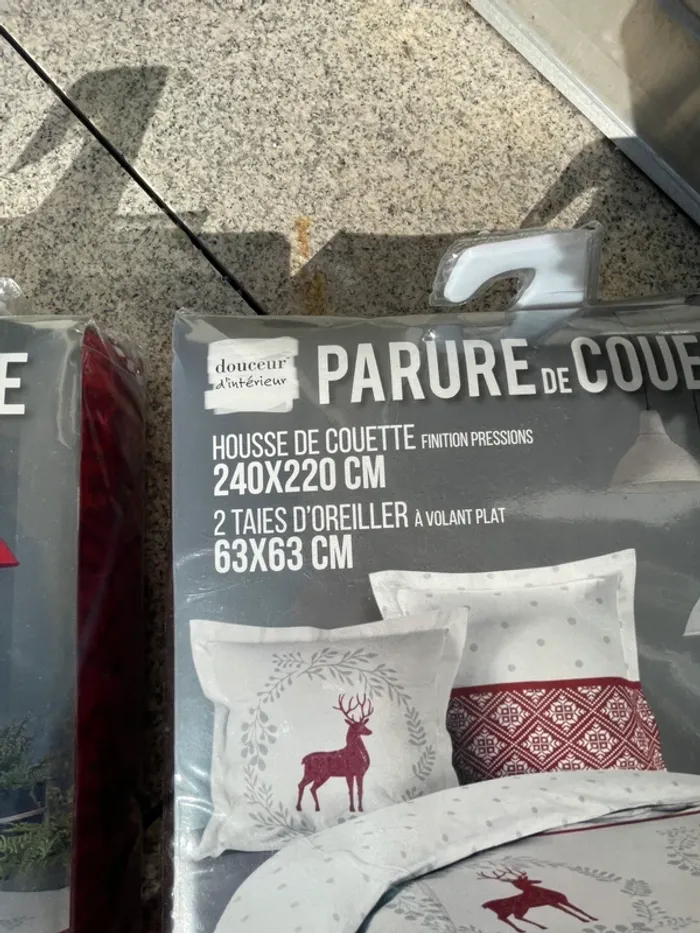 E
douceur
d'intérieur
PARURE DE COUE
HOUSSE DE COUETTE FINITION PRESSIONS
240X220 CM
2 TAIES D'OREILLER À VOLANT PLAT
63X63 CM